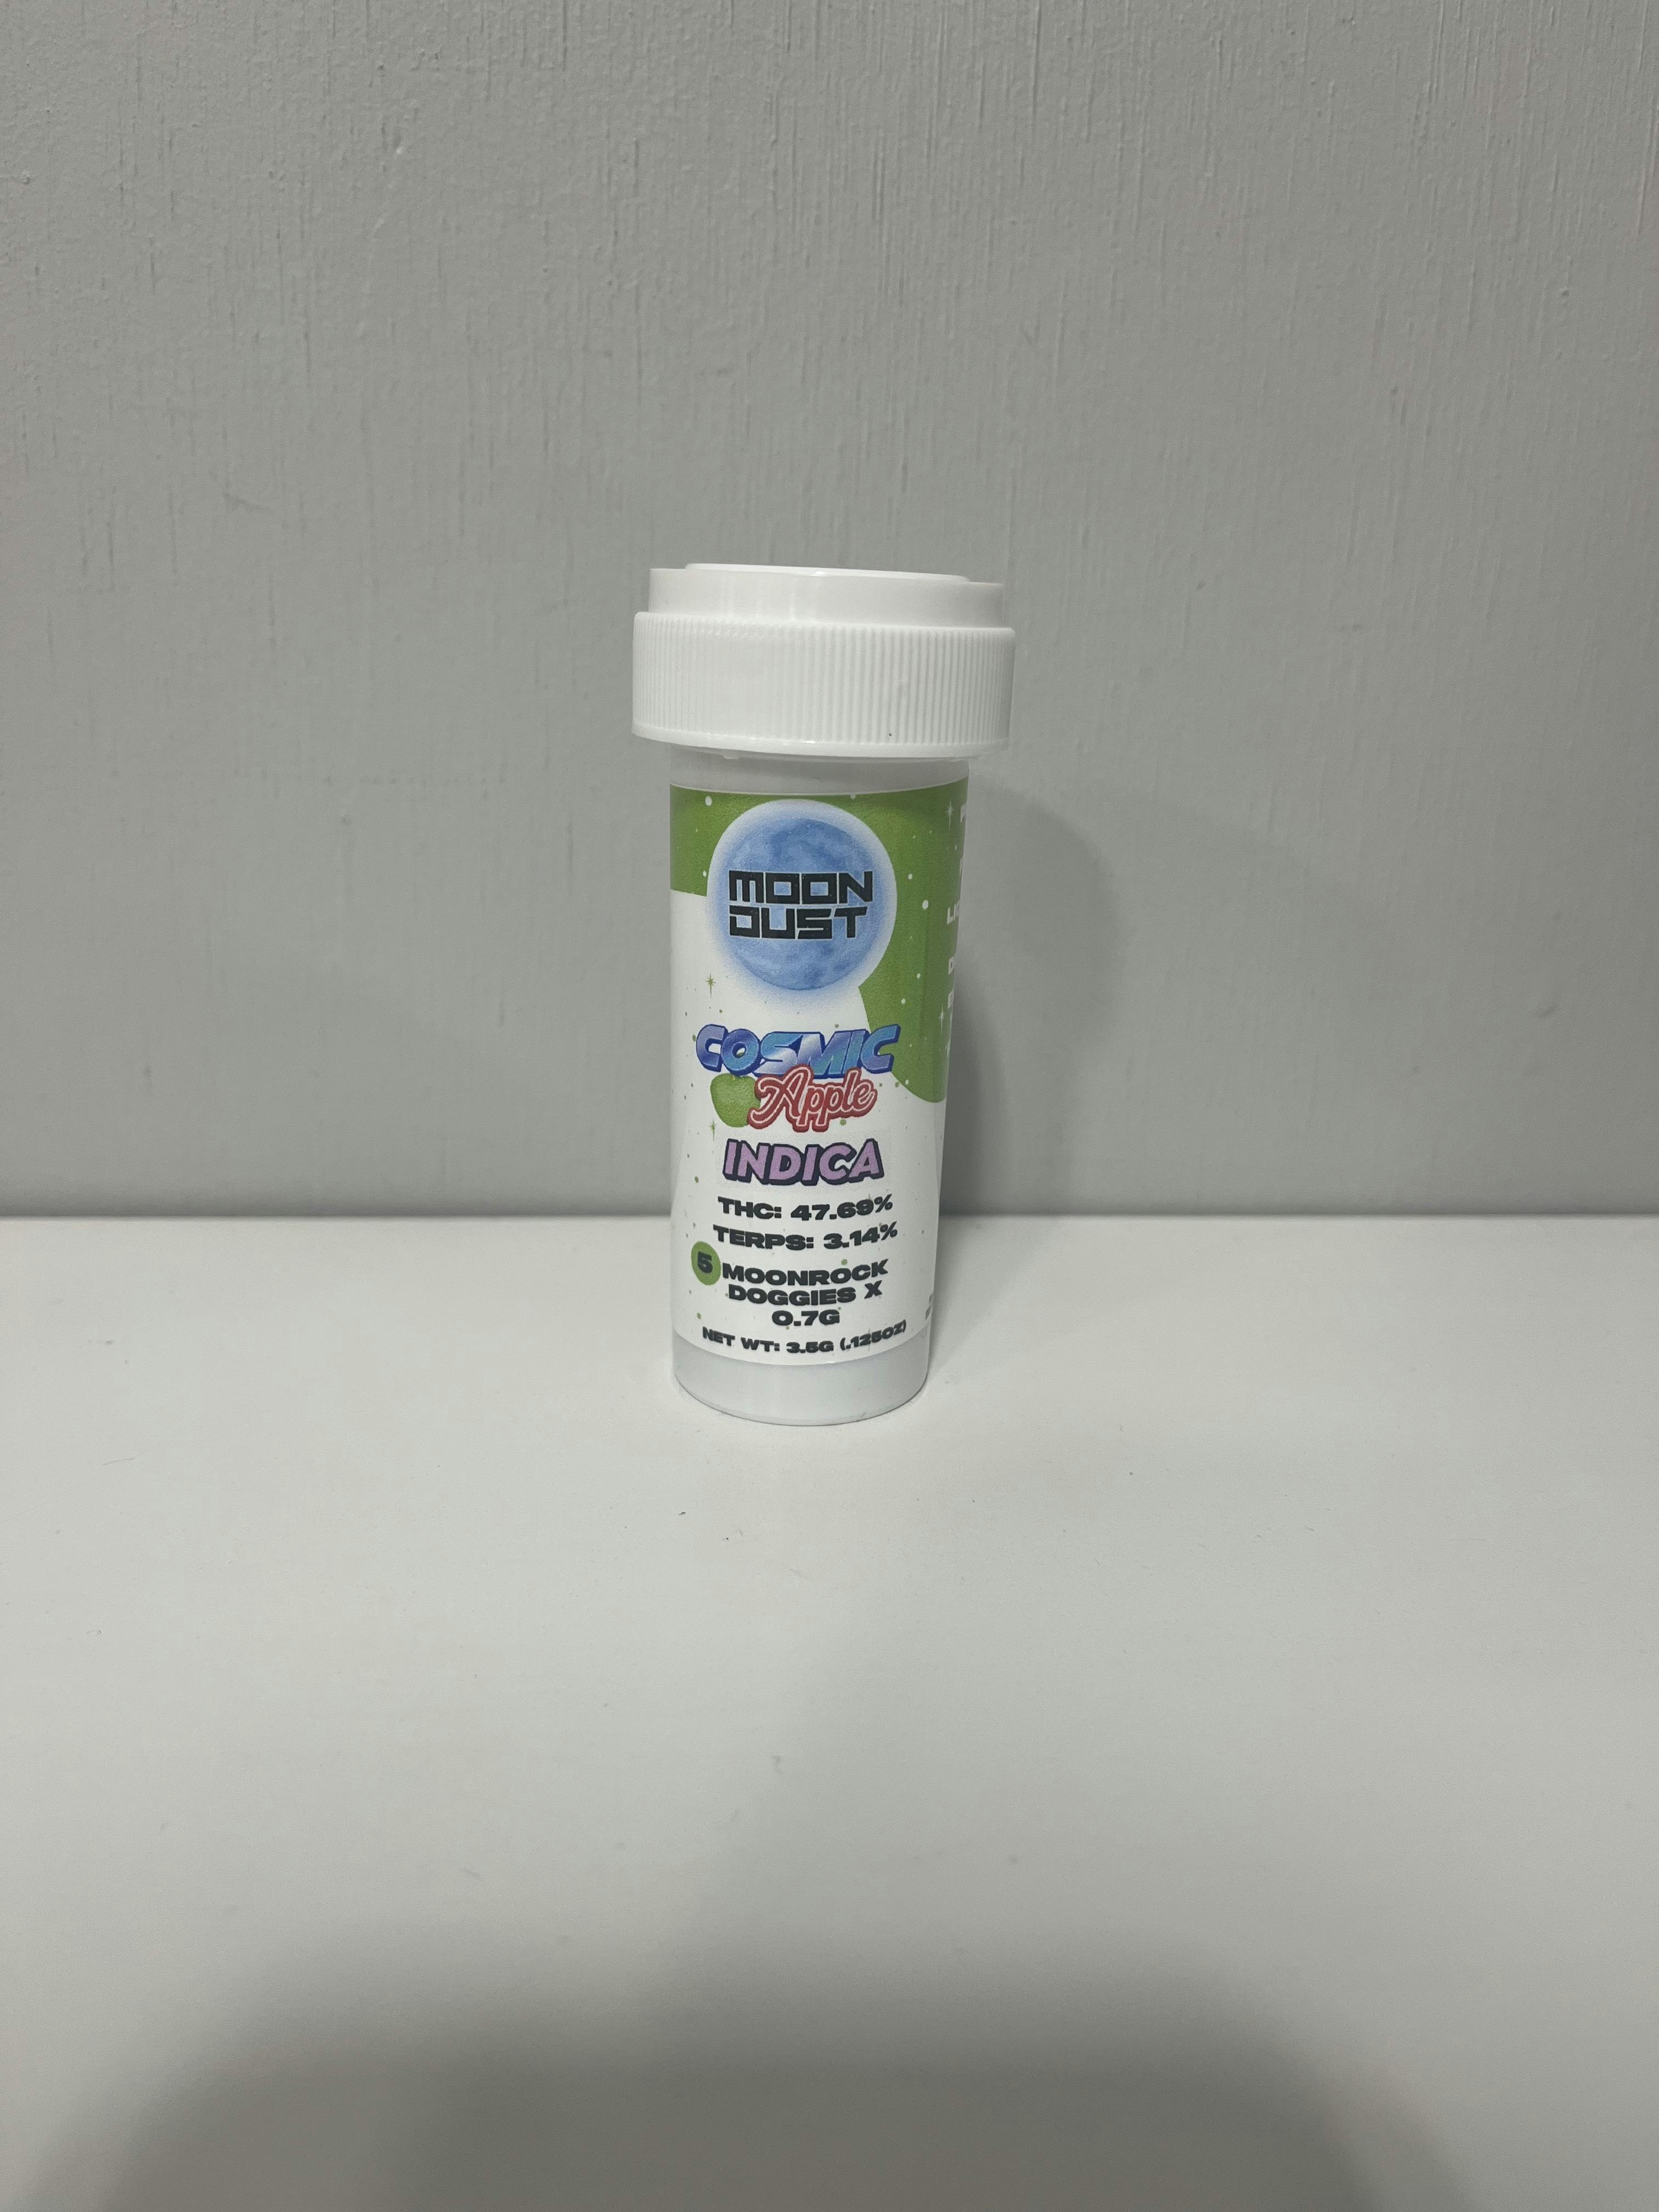 MOON
DUST
COSMIC
Apple
INDICA
THC: 47.69%
TERPS: 3.14%
5 MOONROCK
DOGGIES X
0.7G
NET WT: 3.5G (.125OZ)